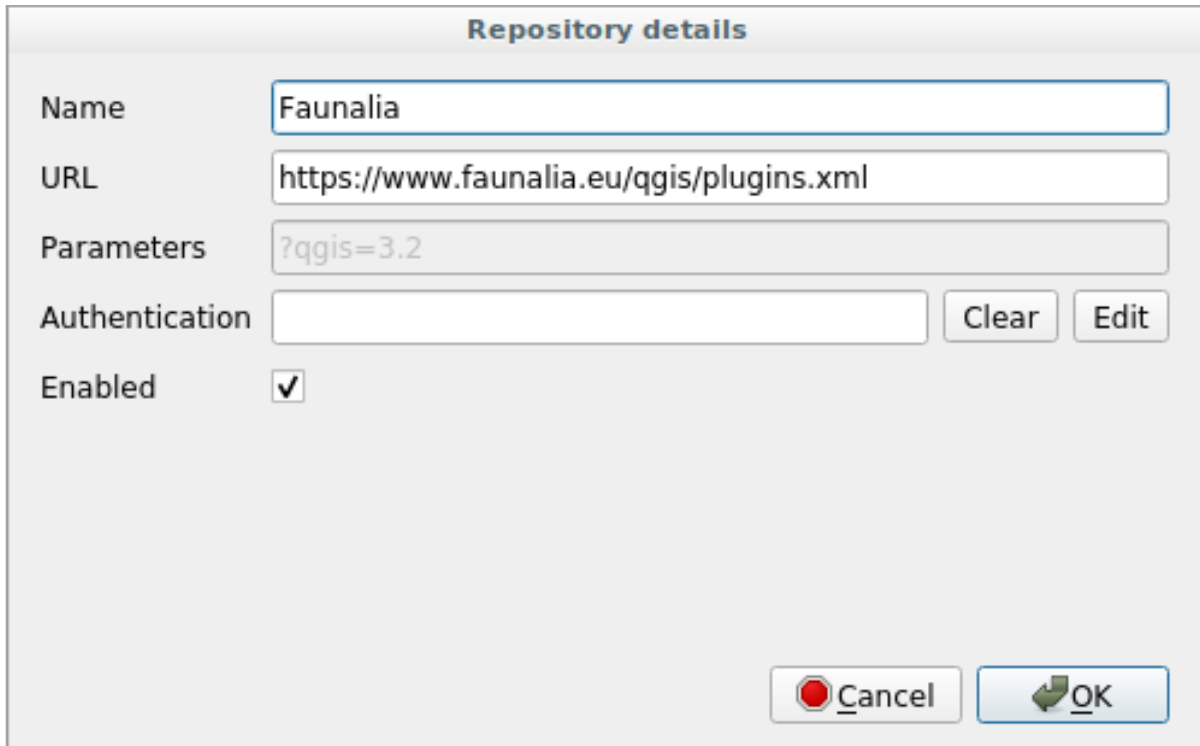 Repository details
Name Faunalia
URL https://www.faunalia.eu/qgis/plugins.xml
Parameters ?qgis=3.2
Authentication Clear Edit
Enabled
Cancel OK